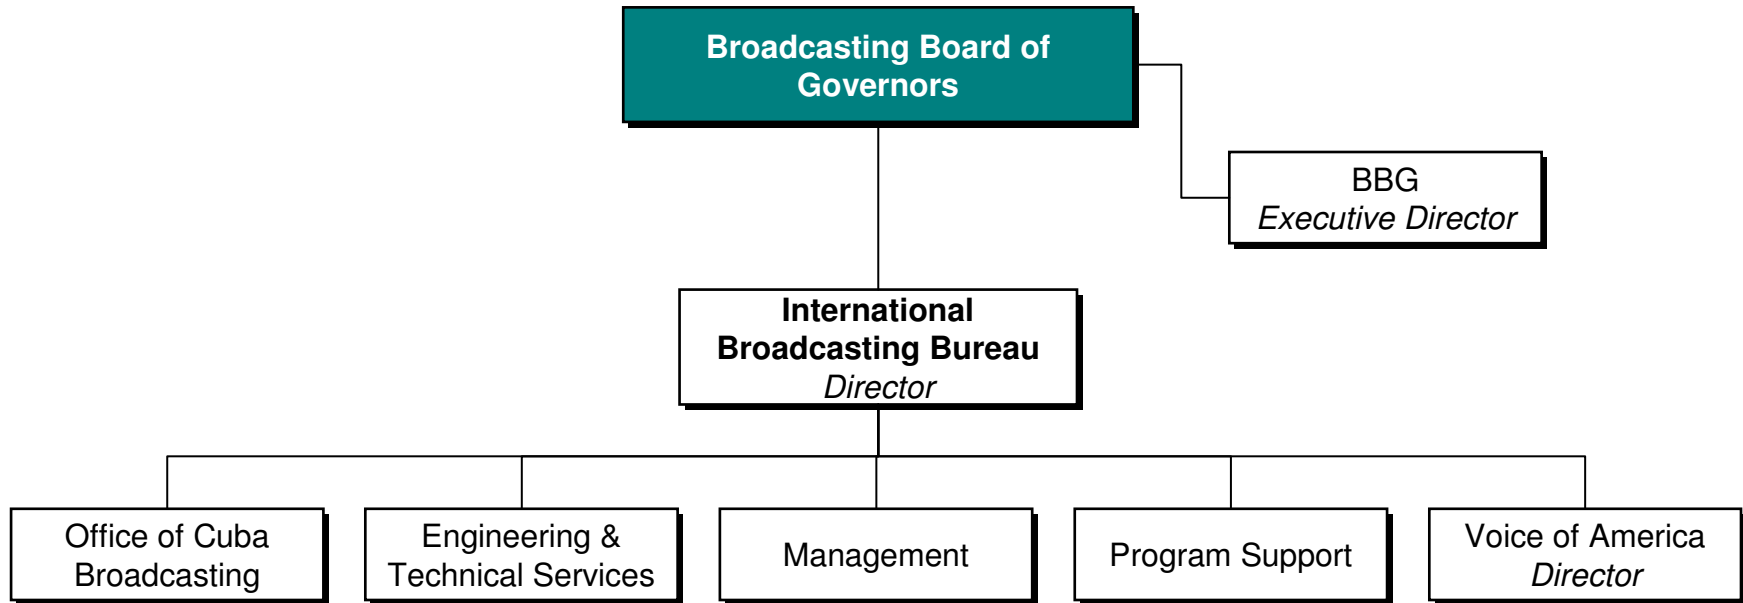 Broadcasting Board of
Governors
BBG
Executive Director
International
Broadcasting Bureau
Director
Office of Cuba
Broadcasting
Engineering &
Technical Services
Management
Program Support
Voice of America
Director